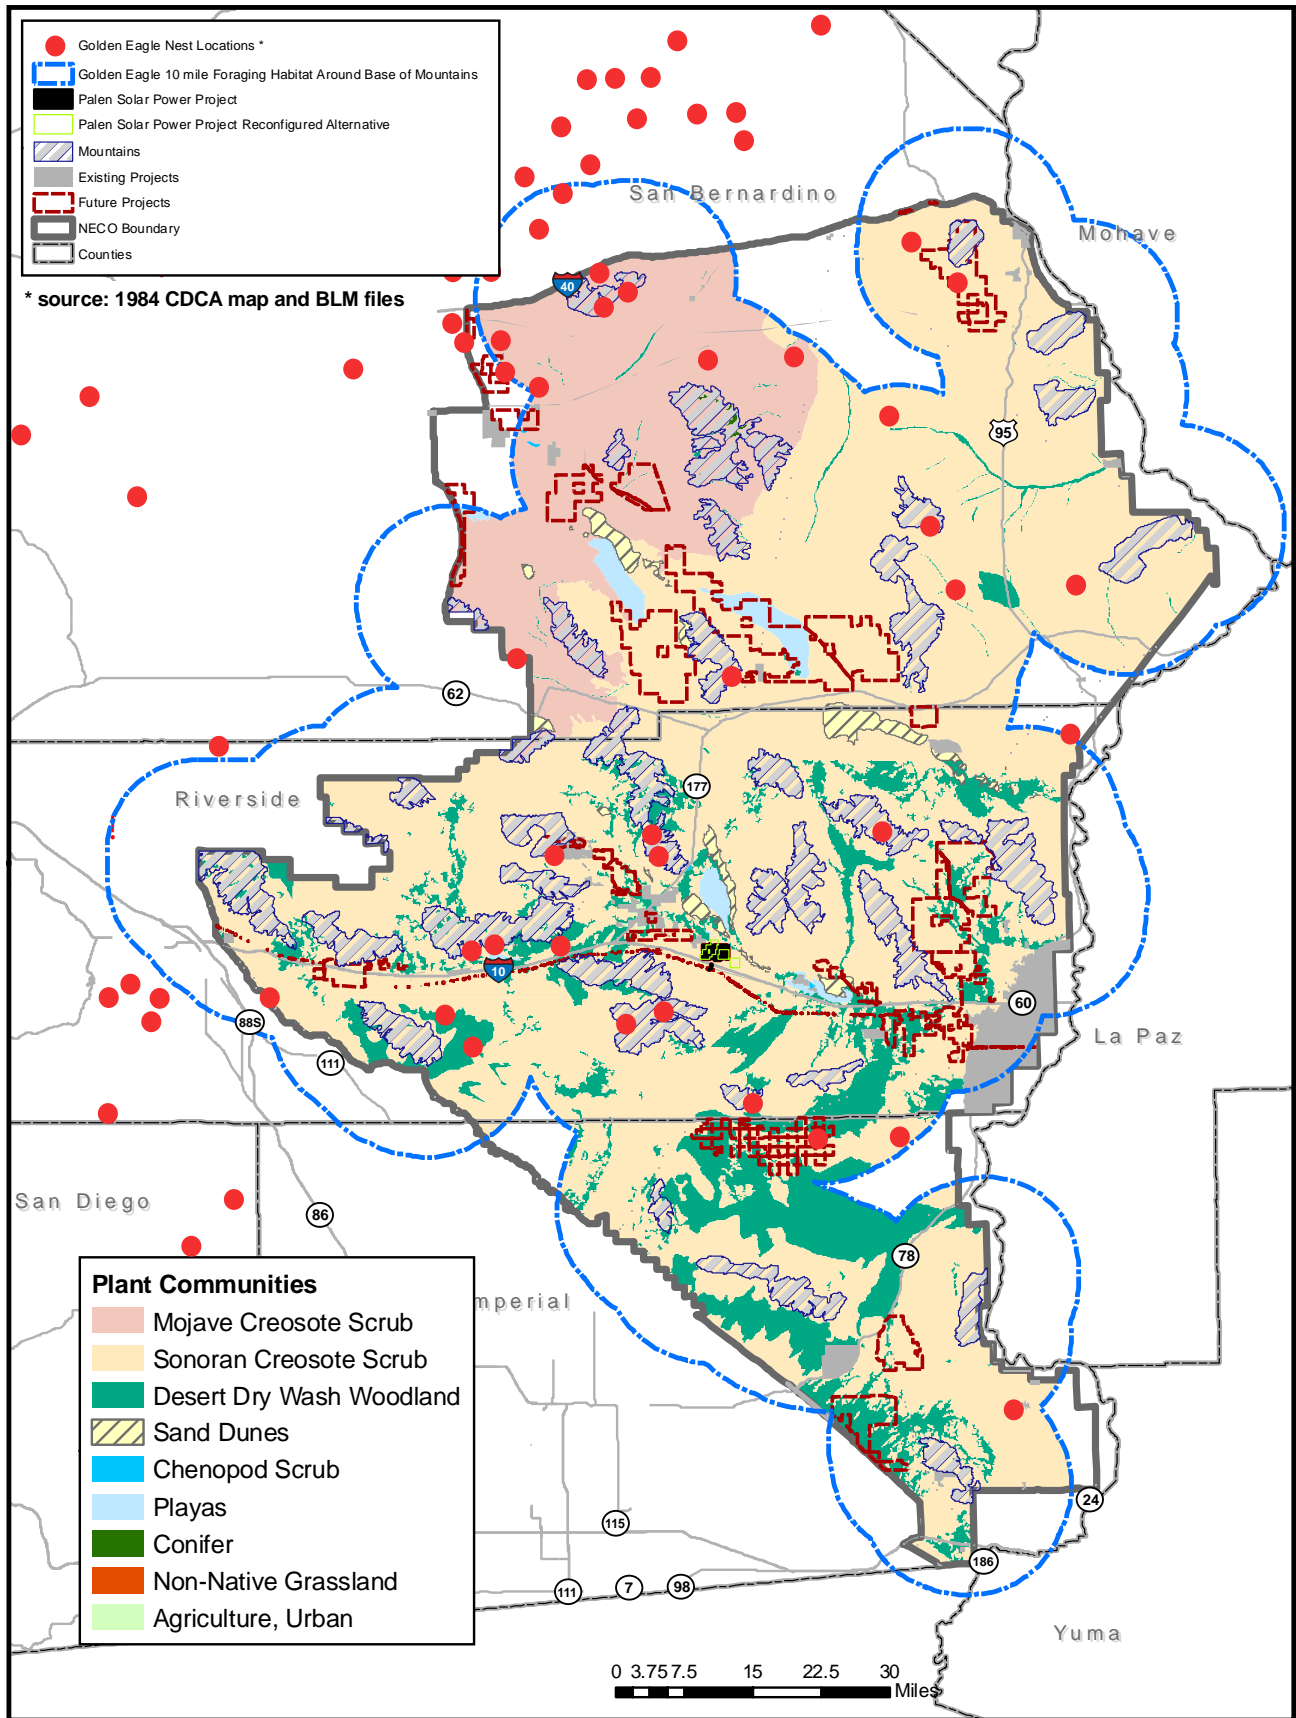 Golden Eagle Nest Locations *
Golden Eagle 10 mile Foraging Habitat Around Base of Mountains
Palen Solar Power Project
Palen Solar Power Project Reconfigured Alternative
Mountains
Existing Projects
Future Projects
NECO Boundary
Counties
* source: 1984 CDCA map and BLM files
San Bernardino
Mohave
40
95
62
177
Riverside
10
60
88S
La Paz
111
San Diego
86
78
Plant Communities
Mojave Creosote Scrub
Sonoran Creosote Scrub
Desert Dry Wash Woodland
Sand Dunes
Chenopod Scrub
Playas
Conifer
Non-Native Grassland
Agriculture, Urban
mperial
24
115
186
111
7
98
Yuma
0 3.75 7.5 15 22.5 30
Miles